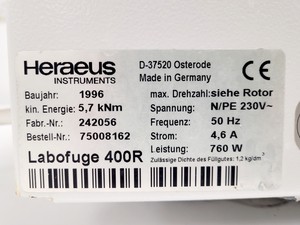 Heraeus
INSTRUMENTS
D-37520 Osterode
Made in Germany
CE
Baujahr: 1996
max. Drehzahl: siehe Rotor
kin. Energie: 5,7 kNm
Spannung: N/PE 230V~
Fabr.-Nr.: 242056
Frequenz: 50 Hz
Bestell-Nr.: 75008162
Strom: 4,6 A
Labofuge 400R
Leistung: 760 W
Zulässige Dichte des Füllgutes: 1,2 kg/dm³